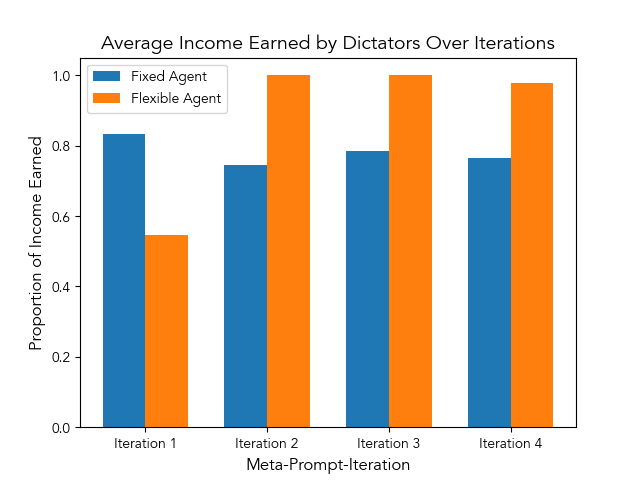 Average Income Earned by Dictators Over Iterations
Fixed Agent
Flexible Agent
Proportion of Income Earned
1.0
0.8
0.6
0.4
0.2
0.0
Iteration 1
Iteration 2
Iteration 3
Iteration 4
Meta-Prompt-Iteration